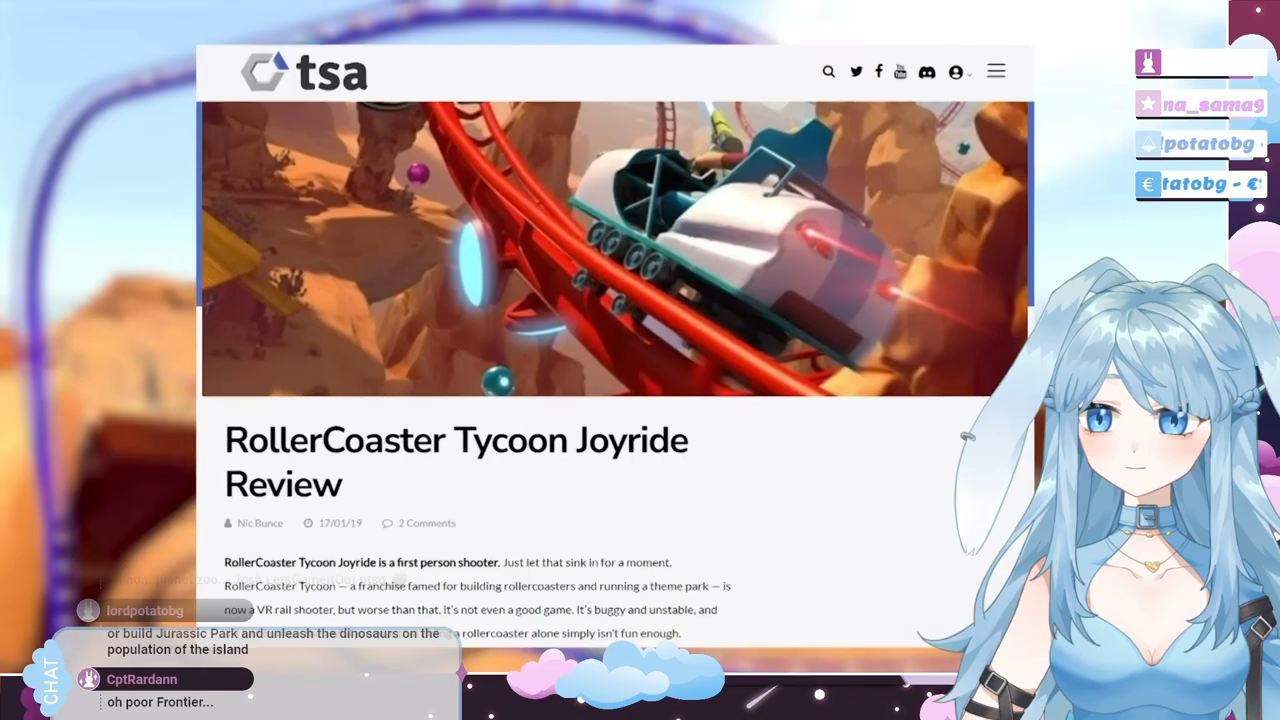 tsa
na_samag
potatobg
tatobg - €
RollerCoaster Tycoon Joyride
Review
Nic Bunce 17/01/19 2 Comments
RollerCoaster Tycoon Joyride is a first person shooter. Just let that sink in for a moment.
RollerCoaster Tycoon — a franchise famed for building rollercoasters and running a theme park — is
now a VR rail shooter, but worse than that, it's not even a good game. It's buggy and unstable, and
a rollercoaster alone simply isn't fun enough.
lordpotatobg
or build Jurassic Park and unleash the dinosaurs on the
population of the island
CHAT
CptRardann
oh poor Frontier...